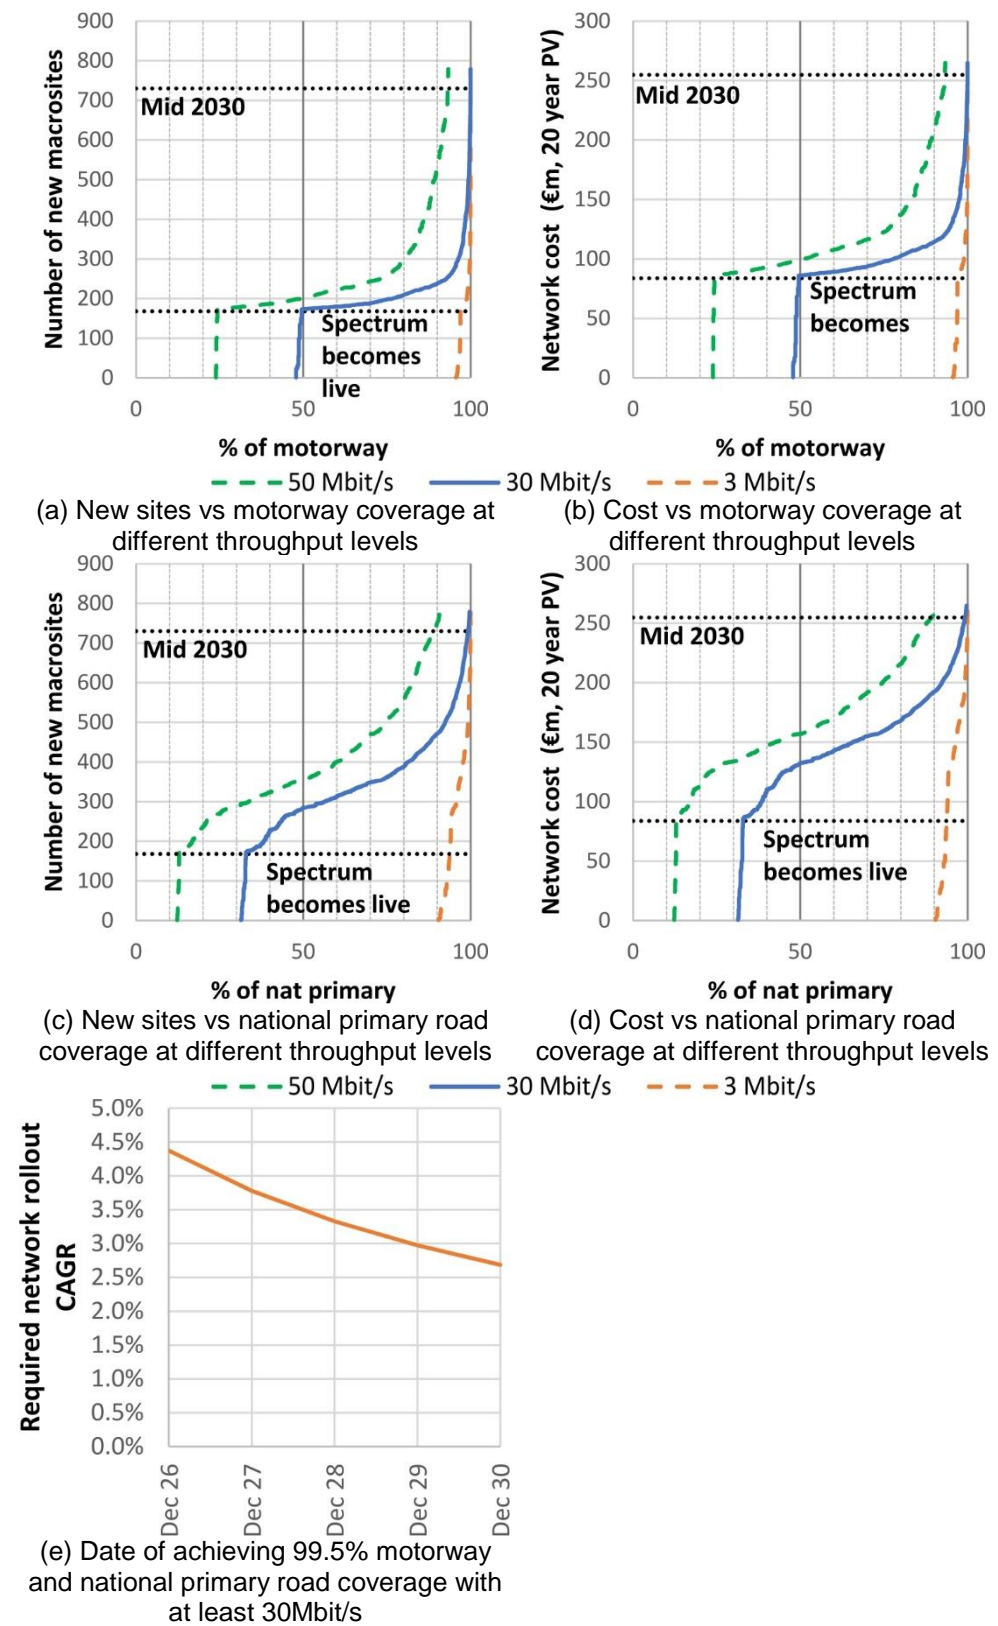 Number of new macrosites
900
800
700
600
500
400
300
200
100
0
Mid 2030
Spectrum
becomes
live
0 50 100
% of motorway
Network cost (€m, 20 year PV)
300
250
200
150
100
50
0
Mid 2030
Spectrum
becomes
0 50 100
% of motorway
50 Mbit/s 30 Mbit/s 3 Mbit/s
(a) New sites vs motorway coverage at
different throughput levels
(b) Cost vs motorway coverage at
different throughput levels
Number of new macrosites
900
800
700
600
500
400
300
200
100
0
Mid 2030
Spectrum
becomes live
0 50 100
% of nat primary
Network cost (€m, 20 year PV)
300
250
200
150
100
50
0
Mid 2030
Spectrum
becomes live
0 50 100
% of nat primary
(c) New sites vs national primary road
coverage at different throughput levels
(d) Cost vs national primary road
coverage at different throughput levels
50 Mbit/s 30 Mbit/s 3 Mbit/s
Required network rollout
CAGR
5.0%
4.5%
4.0%
3.5%
3.0%
2.5%
2.0%
1.5%
1.0%
0.5%
0.0%
Dec 26
Dec 27
Dec 28
Dec 29
Dec 30
(e) Date of achieving 99.5% motorway
and national primary road coverage with
at least 30Mbit/s